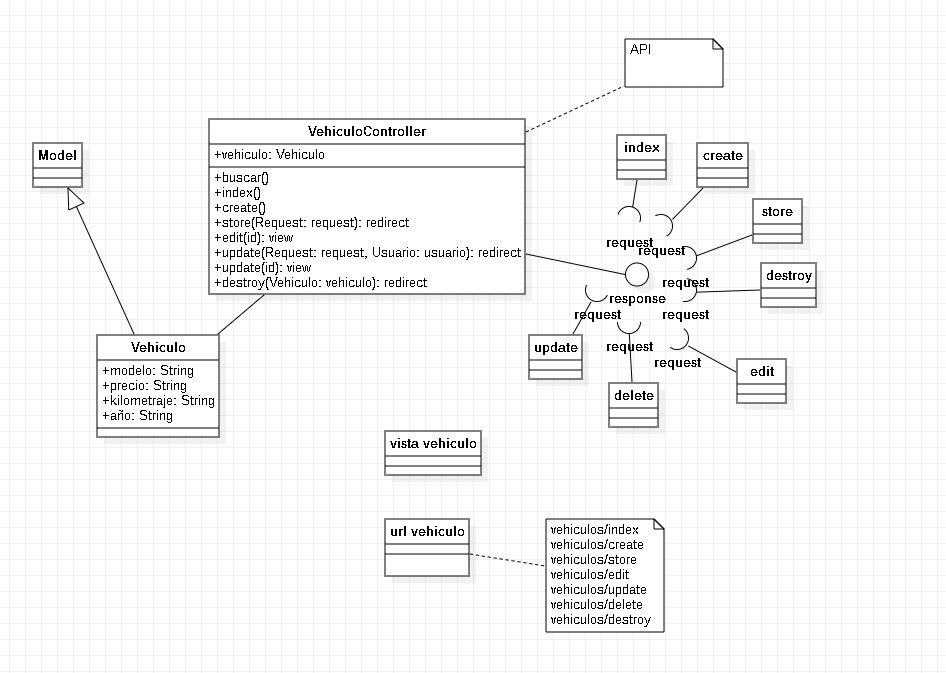 API
VehiculoController
+vehiculo: Vehiculo
+buscar()
+index()
+create()
+store(Request: request): redirect
+edit(id): view
+update(Request: request, Usuario: usuario): redirect
+update(id): view
+destroy(Vehiculo: vehiculo): redirect
Model
Vehiculo
+modelo: String
+precio: String
+kilometraje: String
+año: String
index
create
store
destroy
request
request
request
response
request
request
request
request
update
delete
edit
vista vehiculo
url vehiculo
vehiculos/index
vehiculos/create
vehiculos/store
vehiculos/edit
vehiculos/update
vehiculos/delete
vehiculos/destroy